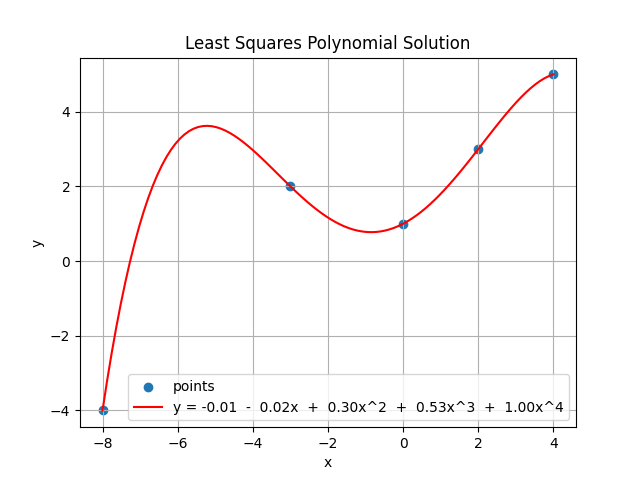 Least Squares Polynomial Solution
4
2
0
−2
−4
y
points
y = -0.01  -  0.02x  +  0.30x^2  +  0.53x^3  +  1.00x^4
−8 −6 −4 −2 0 2 4
x